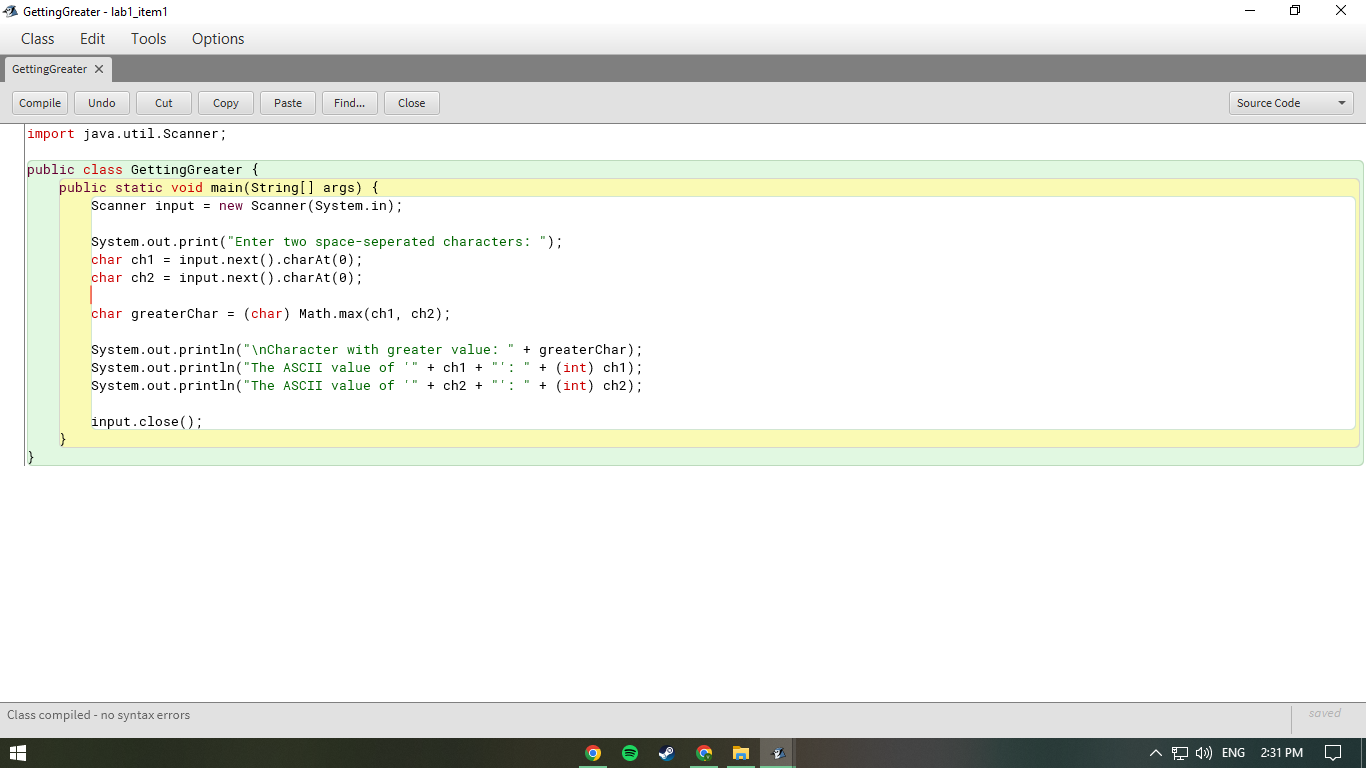 GettingGreater - lab1_item1
Class Edit Tools Options
GettingGreater
Compile Undo Cut Copy Paste Find... Close Source Code
import java.util.Scanner;
public class GettingGreater {
public static void main(String[] args) {
Scanner input = new Scanner(System.in);
System.out.print("Enter two space-seperated characters: ");
char ch1 = input.next().charAt(0);
char ch2 = input.next().charAt(0);
char greaterChar = (char) Math.max(ch1, ch2);
System.out.println("\nCharacter with greater value: " + greaterChar);
System.out.println("The ASCII value of '" + ch1 + "': " + (int) ch1);
System.out.println("The ASCII value of '" + ch2 + "': " + (int) ch2);
input.close();
}
}
Class compiled - no syntax errors
saved
ENG 2:31 PM